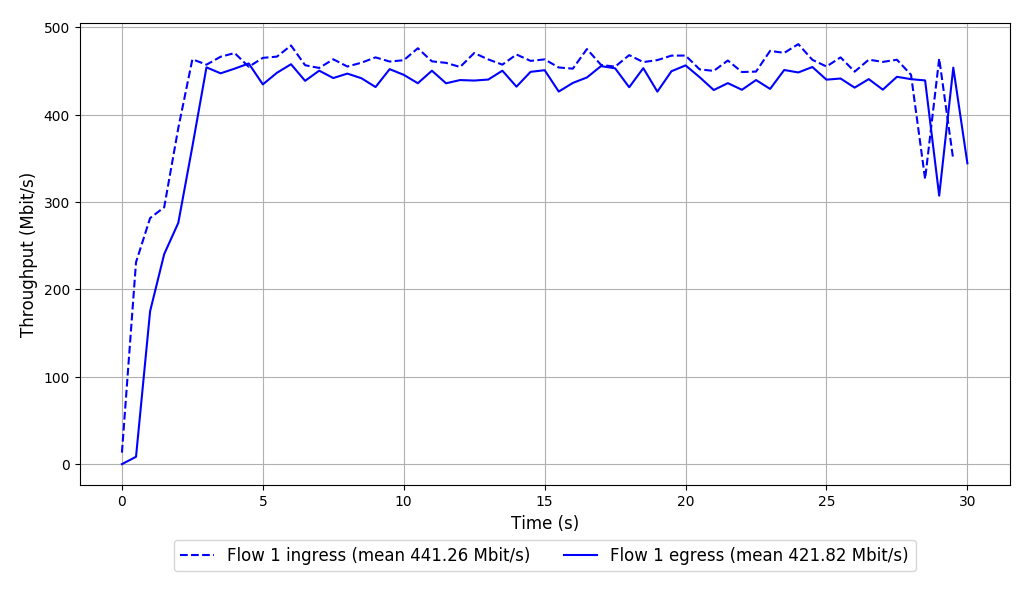 500
400
300
200
100
0
Throughput (Mbit/s)
0 5 10 15 20 25 30
Time (s)
Flow 1 ingress (mean 441.26 Mbit/s) Flow 1 egress (mean 421.82 Mbit/s)